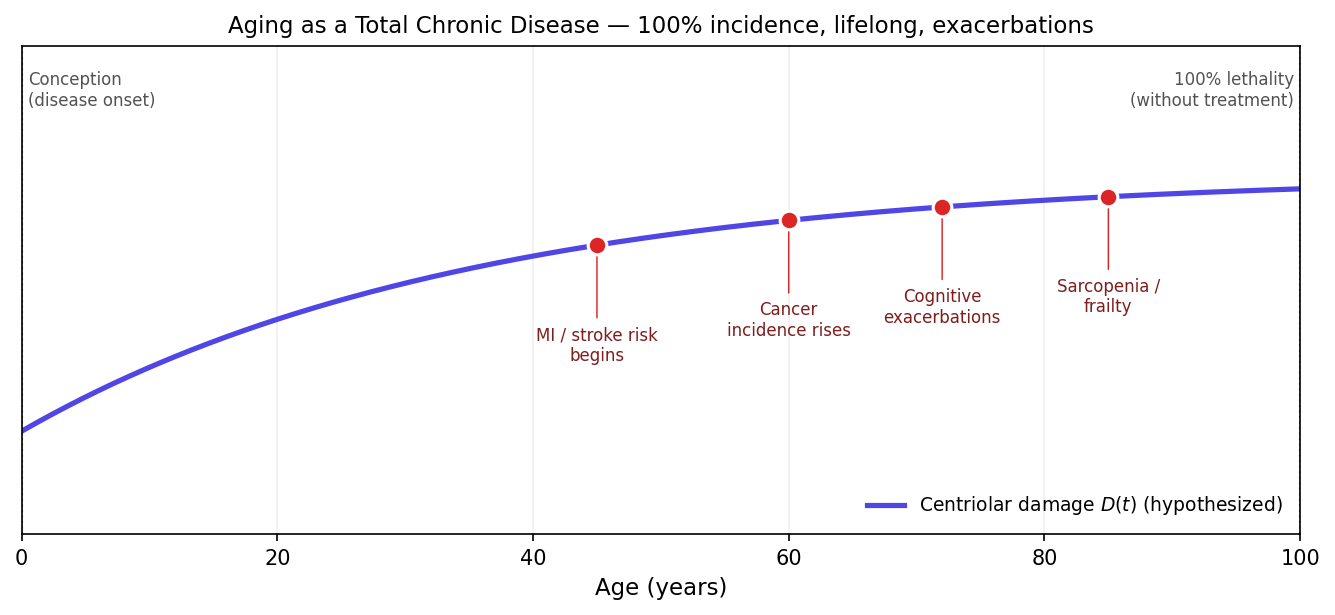 Aging as a Total Chronic Disease — 100% incidence, lifelong, exacerbations
Conception
(disease onset)
100% lethality
(without treatment)
MI / stroke risk
begins
Cancer
incidence rises
Cognitive
exacerbations
Sarcopenia /
frailty
Centriolar damage D(t) (hypothesized)
0 20 40 60 80 100
Age (years)